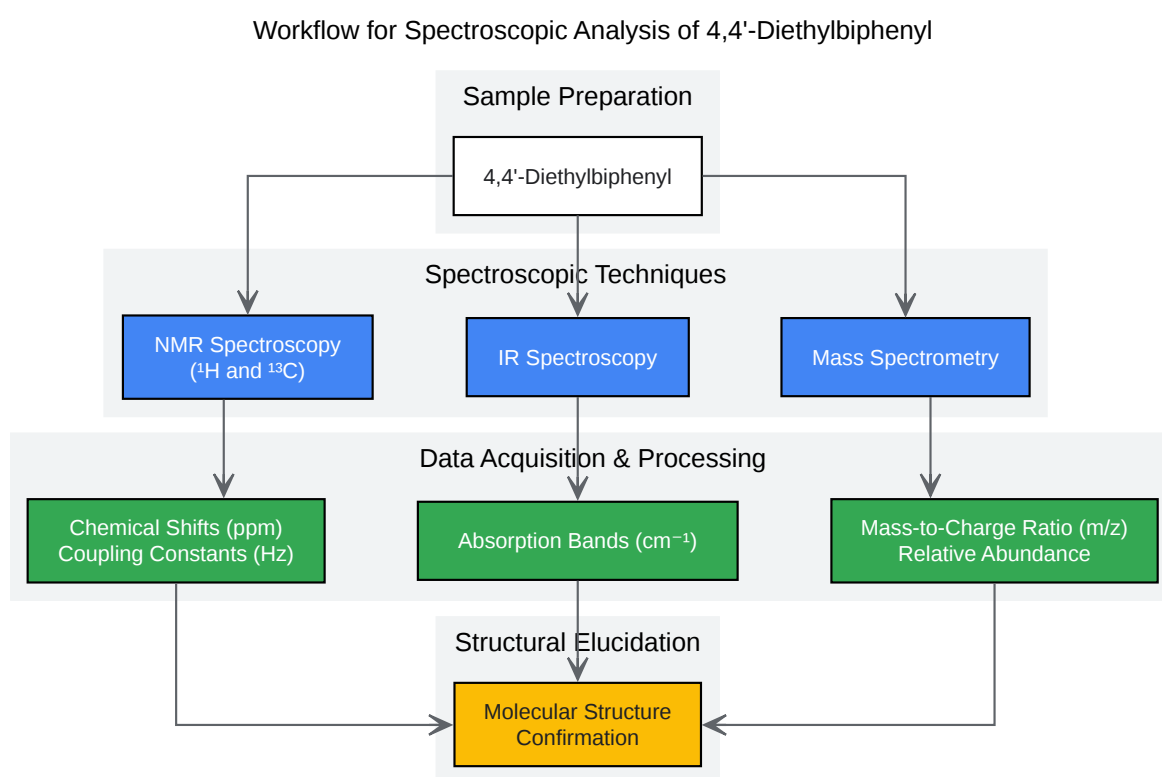 Workflow for Spectroscopic Analysis of 4,4'-Diethylbiphenyl
Sample Preparation
4,4'-Diethylbiphenyl
Spectroscopic Techniques
NMR Spectroscopy
(¹H and ¹³C)
IR Spectroscopy
Mass Spectrometry
Data Acquisition & Processing
Chemical Shifts (ppm)
Coupling Constants (Hz)
Absorption Bands (cm⁻¹)
Mass-to-Charge Ratio (m/z)
Relative Abundance
Structural Elucidation
Molecular Structure
Confirmation